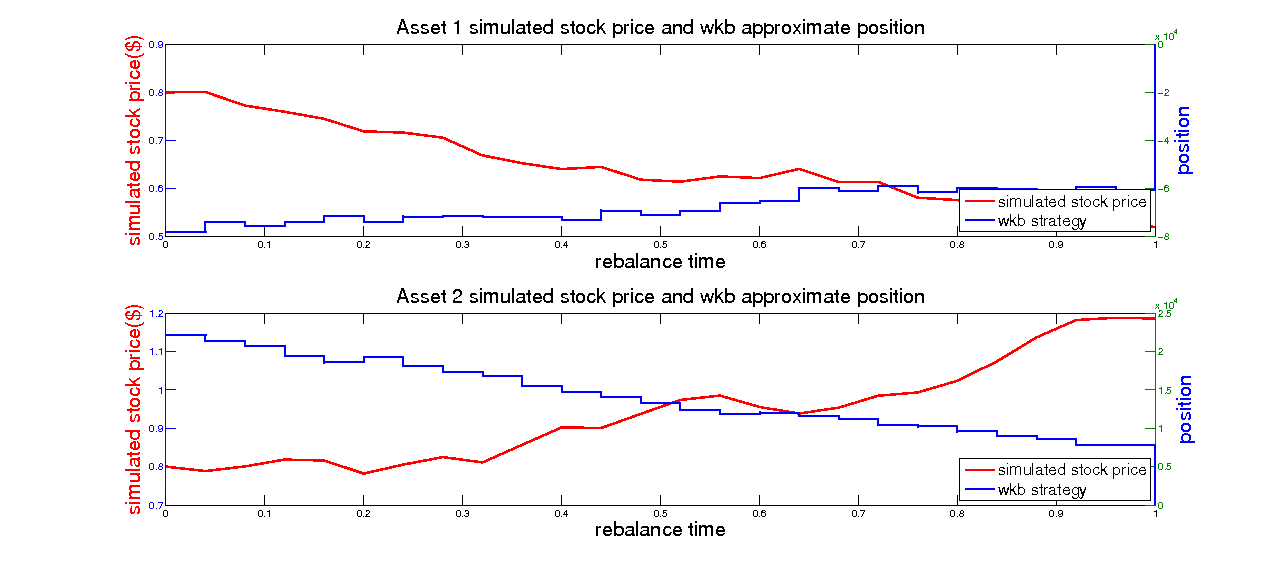 Asset 1 simulated stock price and wkb approximate position
simulated stock price($)
0.9
0.8
0.7
0.6
0.5
x 10^4
0
-2
-4
-6
-8
position
simulated stock price
wkb strategy
0 0.1 0.2 0.3 0.4 0.5 0.6 0.7 0.8 0.9 1
rebalance time
Asset 2 simulated stock price and wkb approximate position
simulated stock price($)
1.2
1.1
1
0.9
0.8
0.7
x 10^4
2.5
2
1.5
1
0.5
0
position
simulated stock price
wkb strategy
0 0.1 0.2 0.3 0.4 0.5 0.6 0.7 0.8 0.9 1
rebalance time